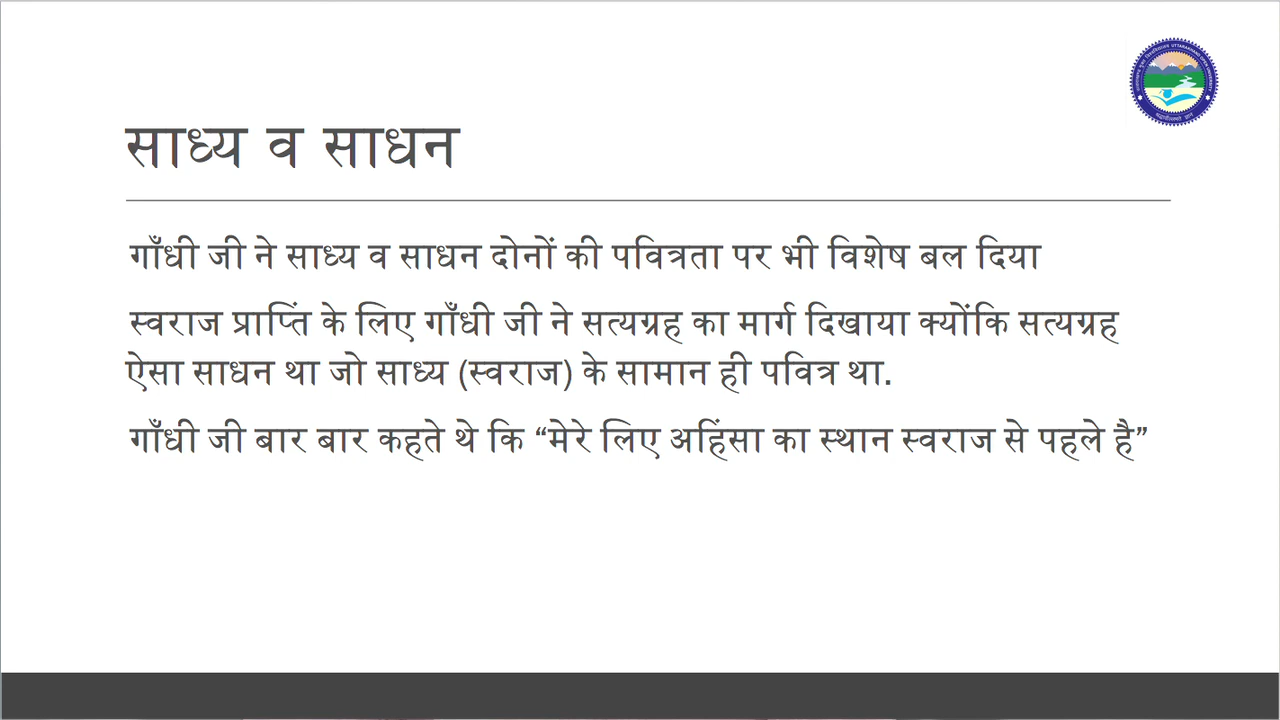 साध्य व साधन
गाँधी जी ने साध्य व साधन दोनों की पवित्रता पर भी विशेष बल दिया
स्वराज प्राप्तिं के लिए गाँधी जी ने सत्यग्रह का मार्ग दिखाया क्योंकि सत्यग्रह
ऐसा साधन था जो साध्य (स्वराज) के सामान ही पवित्र था.
गाँधी जी बार बार कहते थे कि “मेरे लिए अहिंसा का स्थान स्वराज से पहले है”